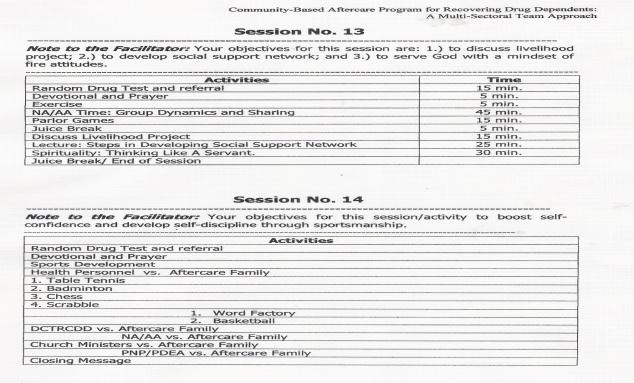 Community-Based Aftercare Program for Recovering Drug Dependents:
A Multi-Sectoral Team Approach
Session No. 13
Note to the Facilitator: Your objectives for this session are: 1.) to discuss livelihood
project; 2.) to develop social support network; and 3.) to serve God with a mindset of
fire attitudes.
Activities Time
Random Drug Test and referral 15 min.
Devotional and Prayer 5 min.
Exercise 5 min.
NA/AA Time: Group Dynamics and Sharing 45 min.
Parlor Games 15 min.
Juice Break 5 min.
Discuss Livelihood Project 15 min.
Lecture: Steps in Developing Social Support Network 25 min.
Spirituality: Thinking Like A Servant. 30 min.
Juice Break/ End of Session
Session No. 14
Note to the Facilitator: Your objectives for this session/activity to boost self-
confidence and develop self-discipline through sportsmanship.
Activities
Random Drug Test and referral
Devotional and Prayer
Sports Development
Health Personnel vs. Aftercare Family
1. Table Tennis
2. Badminton
3. Chess
4. Scrabble
1. Word Factory
2. Basketball
DCTRCDD vs. Aftercare Family
NA/AA vs. Aftercare Family
Church Ministers vs. Aftercare Family
PNP/PDEA vs. Aftercare Family
Closing Message